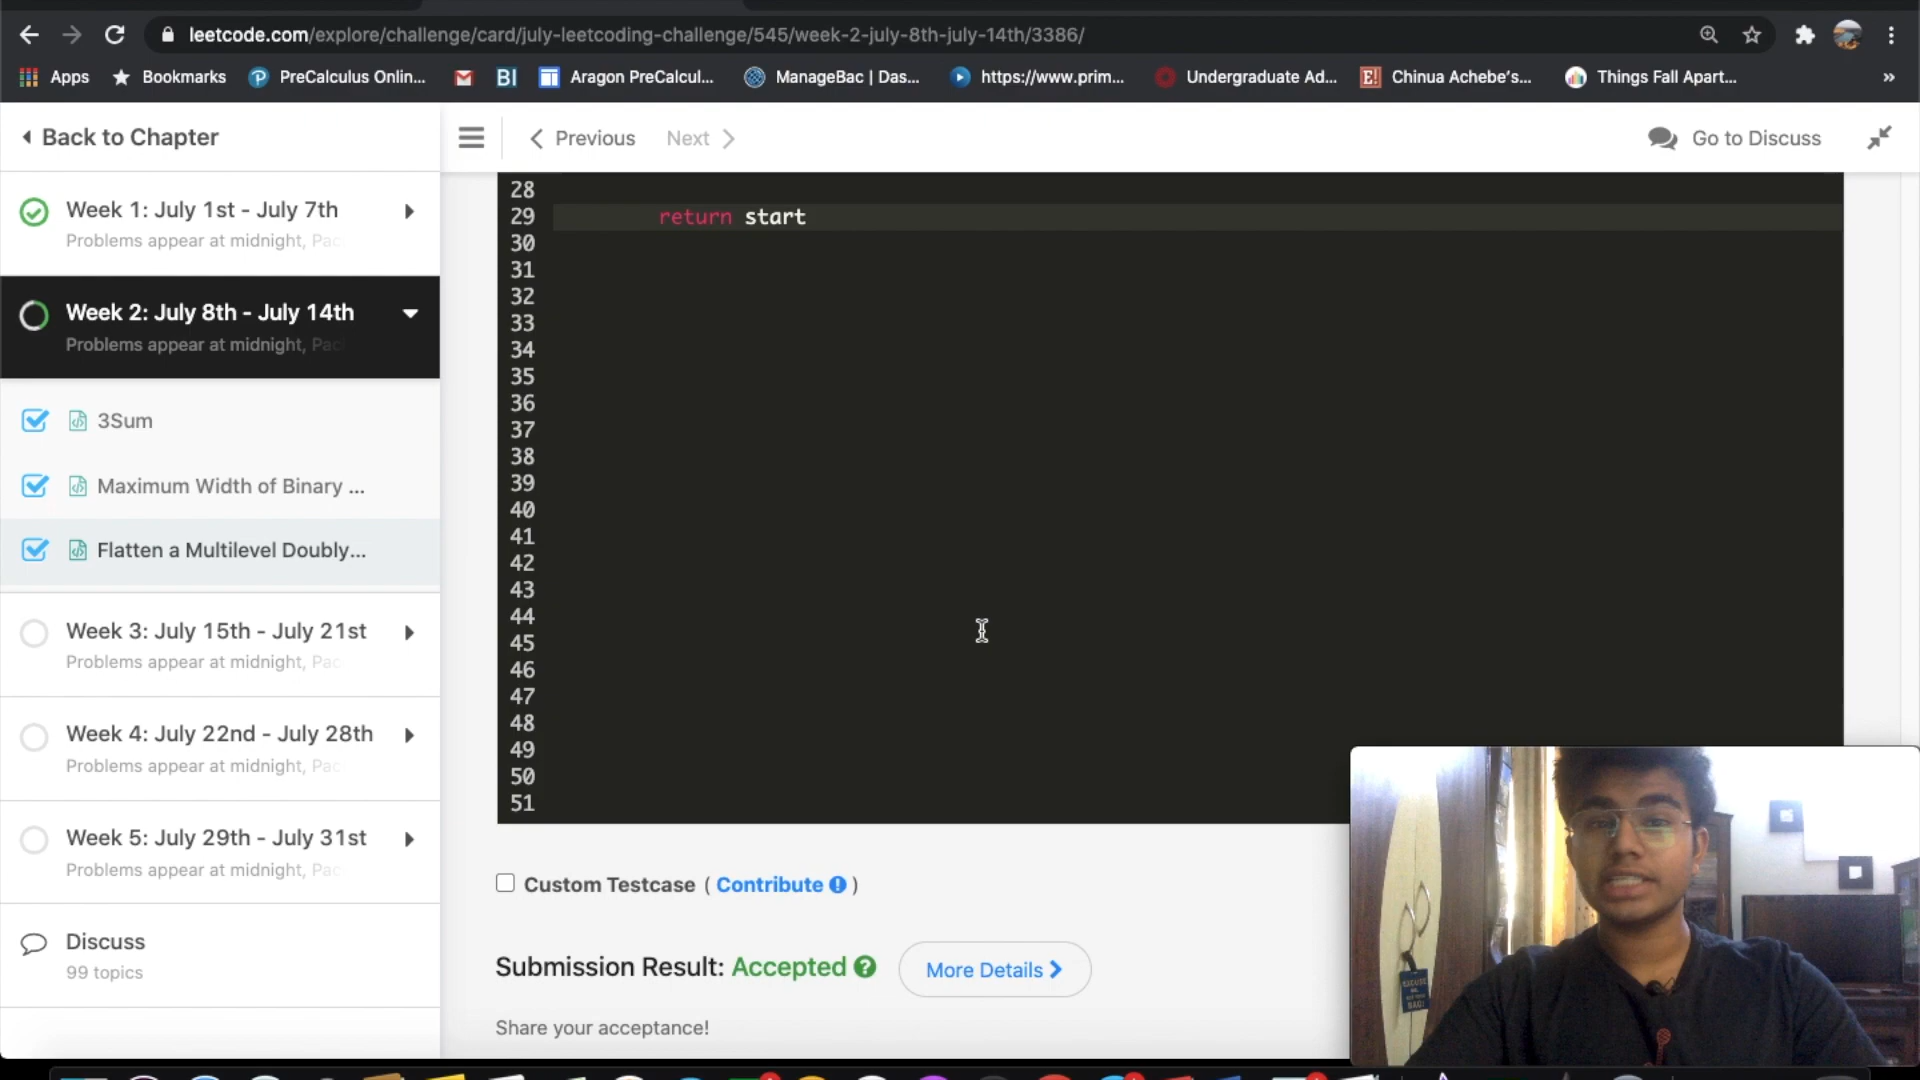 leetcode.com/explore/challenge/card/july-leetcoding-challenge/545/week-2-july-8th-july-14th/3386/
Apps Bookmarks PreCalculus Onlin... BI Aragon PreCalcul... ManageBac | Das... https://www.prim... Undergraduate Ad... E! Chinua Achebe's... Things Fall Apart... »
Back to Chapter
Previous Next Go to Discuss
Week 1: July 1st - July 7th
Problems appear at midnight, Pac
Week 2: July 8th - July 14th
Problems appear at midnight, Pac
3Sum
Maximum Width of Binary ...
Flatten a Multilevel Doubly...
Week 3: July 15th - July 21st
Problems appear at midnight, Pac
Week 4: July 22nd - July 28th
Problems appear at midnight, Pac
Week 5: July 29th - July 31st
Problems appear at midnight, Pac
Discuss
99 topics
28
29 return start
30
31
32
33
34
35
36
37
38
39
40
41
42
43
44
45
46
47
48
49
50
51
Custom Testcase ( Contribute )
Submission Result: Accepted More Details
Share your acceptance!